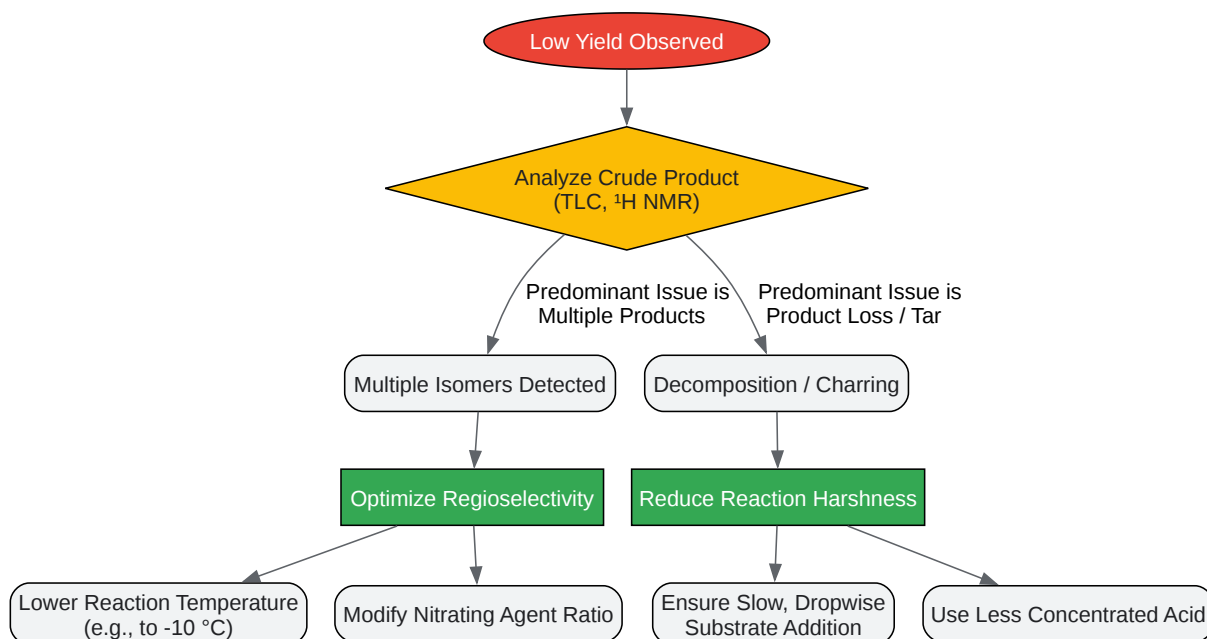 Low Yield Observed
Analyze Crude Product
(TLC, ¹H NMR)
Predominant Issue is
Multiple Products
Predominant Issue is
Product Loss / Tar
Multiple Isomers Detected
Decomposition / Charring
Optimize Regioselectivity
Reduce Reaction Harshness
Lower Reaction Temperature
(e.g., to -10 °C)
Modify Nitrating Agent Ratio
Ensure Slow, Dropwise
Substrate Addition
Use Less Concentrated Acid